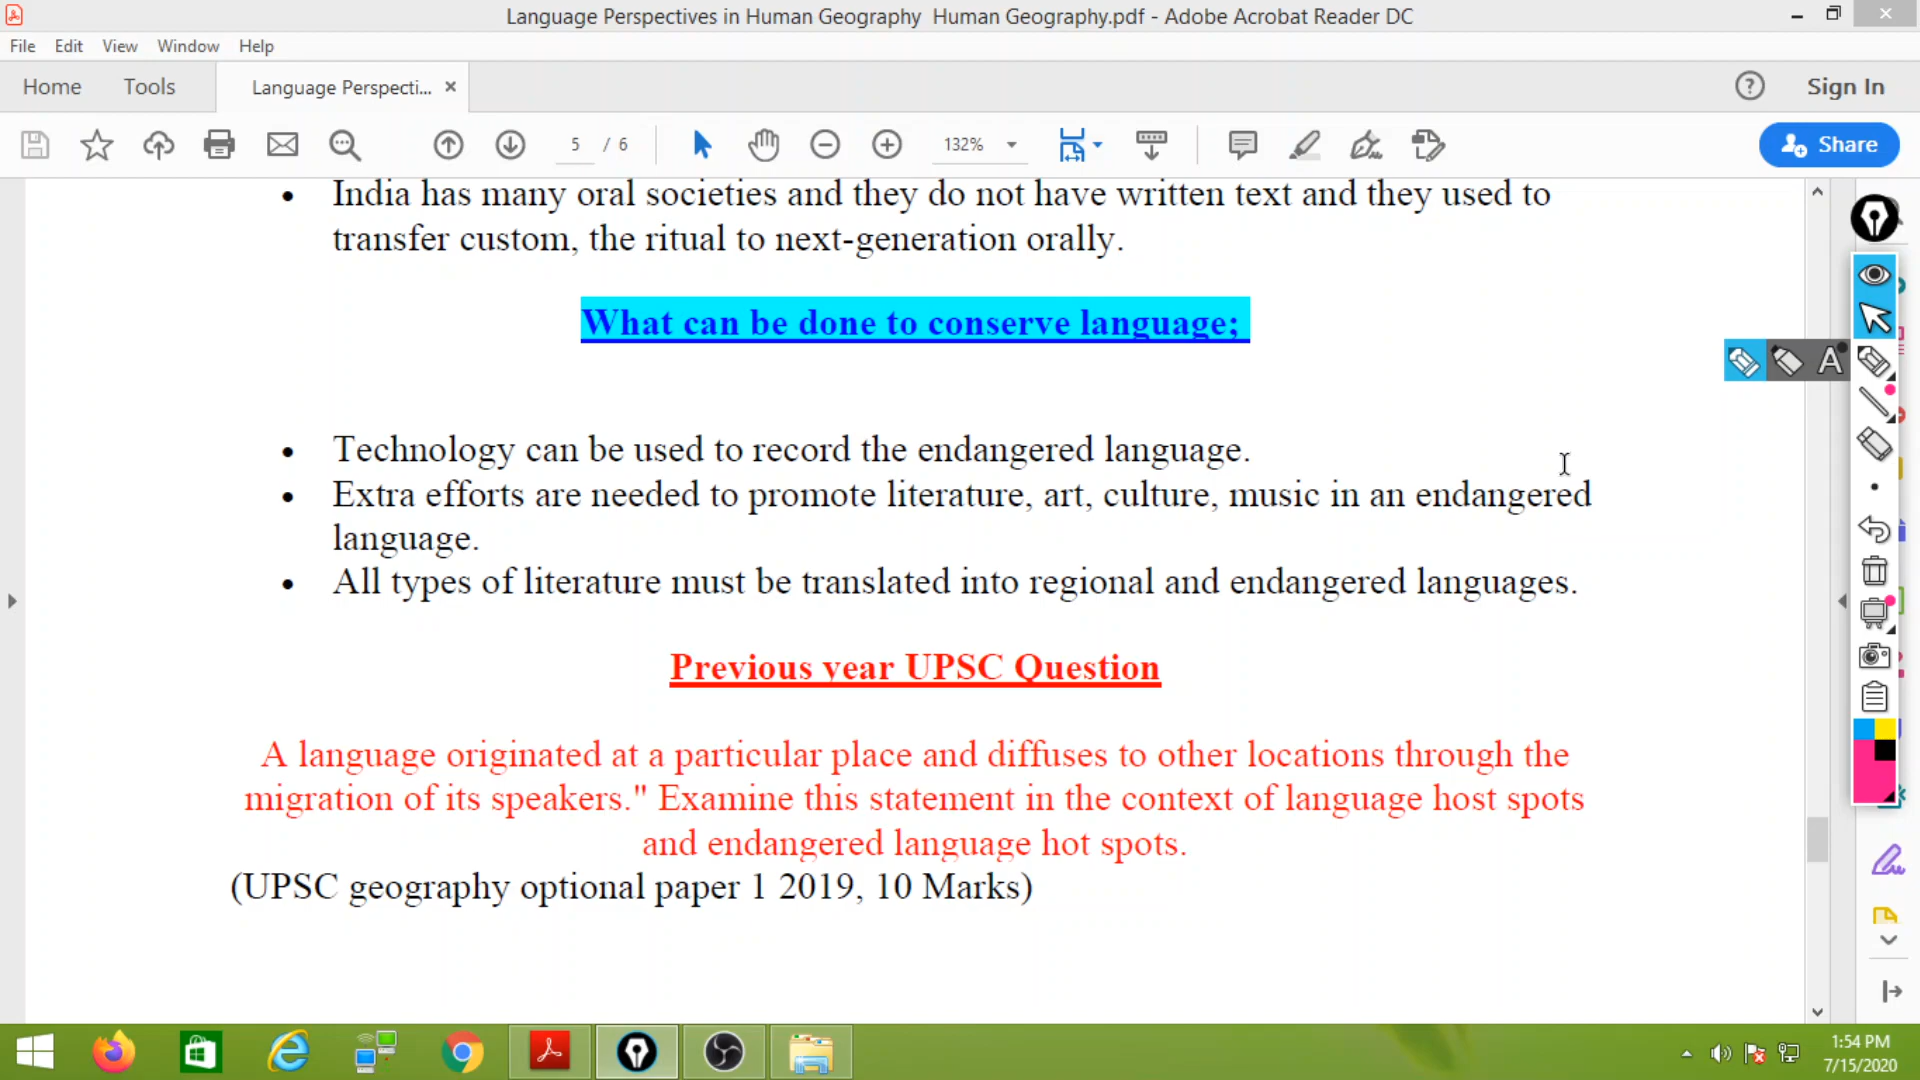 Language Perspectives in Human Geography  Human Geography.pdf - Adobe Acrobat Reader DC
File Edit View Window Help
Home Tools Language Perspecti... Sign In
5 / 6 132% Share
India has many oral societies and they do not have written text and they used to
transfer custom, the ritual to next-generation orally.
What can be done to conserve language;
A
Technology can be used to record the endangered language.
Extra efforts are needed to promote literature, art, culture, music in an endangered
language.
All types of literature must be translated into regional and endangered languages.
Previous year UPSC Question
A language originated at a particular place and diffuses to other locations through the
migration of its speakers." Examine this statement in the context of language host spots
and endangered language hot spots.
(UPSC geography optional paper 1 2019, 10 Marks)
1:54 PM
7/15/2020